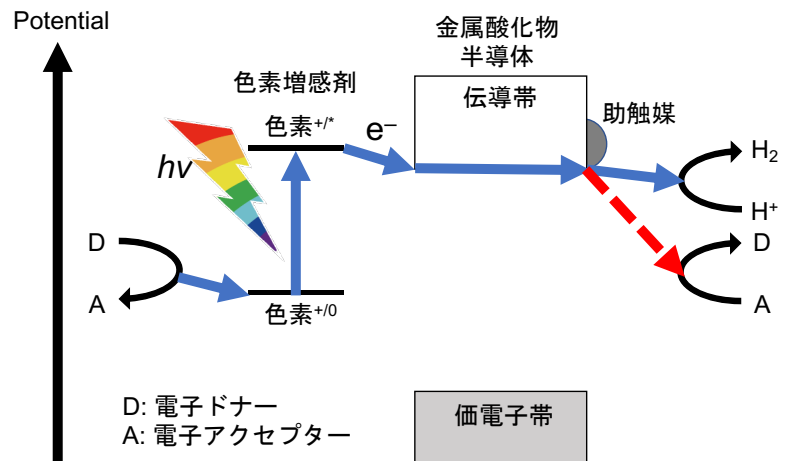 Potential
金属酸化物
半導体
色素増感剤
伝導帯
色素+/*
e–
助触媒
hν
H2
H+
D
D
A
A
色素+/0
D: 電子ドナー
A: 電子アクセプター
価電子帯